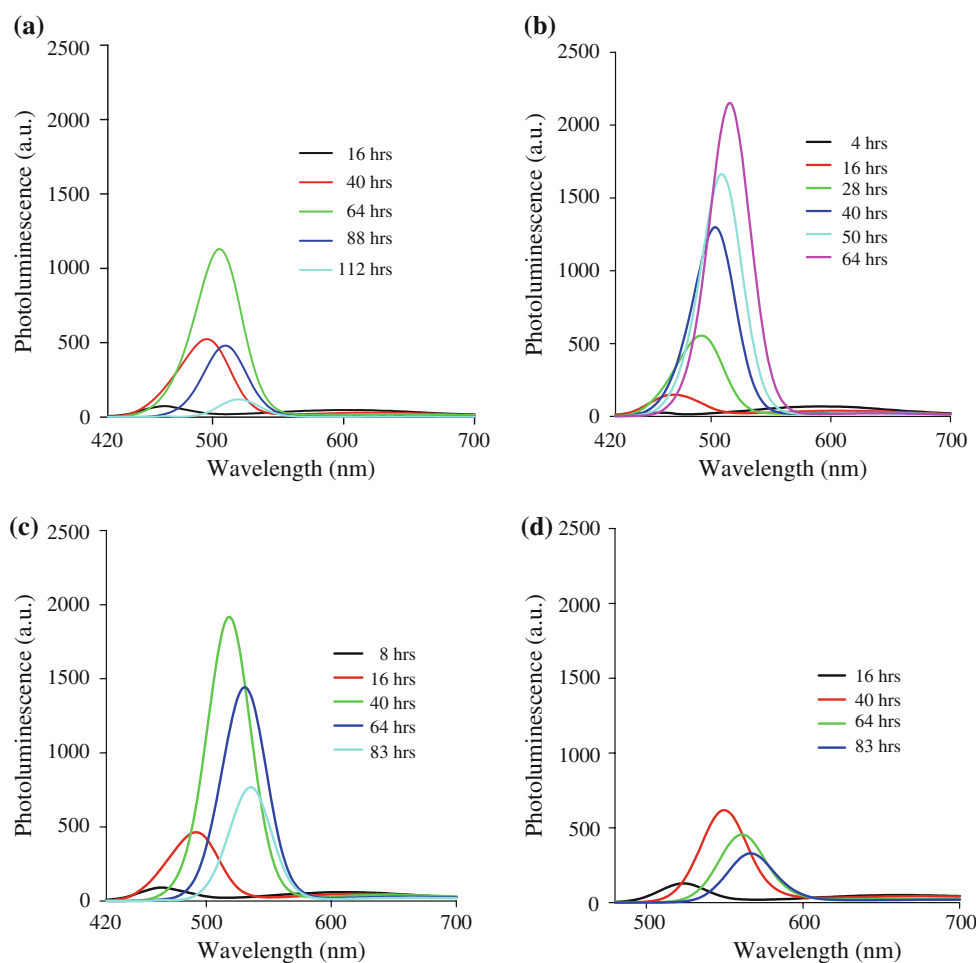 (a)
2500
2000
1500
1000
500
0
420
500
600
700
Photoluminescence (a.u.)
Wavelength (nm)
16 hrs
40 hrs
64 hrs
88 hrs
112 hrs
(b)
2500
2000
1500
1000
500
0
420
500
600
700
Photoluminescence (a.u.)
Wavelength (nm)
4 hrs
16 hrs
28 hrs
40 hrs
50 hrs
64 hrs
(c)
2500
2000
1500
1000
500
0
420
500
600
700
Photoluminescence (a.u.)
Wavelength (nm)
8 hrs
16 hrs
40 hrs
64 hrs
83 hrs
(d)
2500
2000
1500
1000
500
0
500
600
700
Photoluminescence (a.u.)
Wavelength (nm)
16 hrs
40 hrs
64 hrs
83 hrs